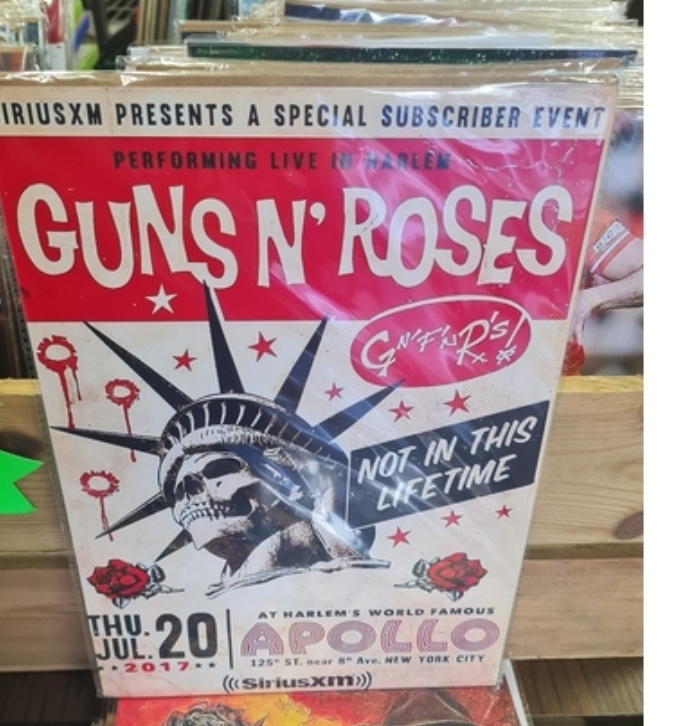 SIRIUSXM PRESENTS A SPECIAL SUBSCRIBER EVENT
PERFORMING LIVE IN HARLEM
GUNS N' ROSES
GN'F'N'R's!
NOT IN THIS
LIFETIME
THU.
JUL. 20
2017
AT HARLEM'S WORLD FAMOUS
APOLLO
125th ST. near 8th Ave. NEW YORK CITY
SiriusXM